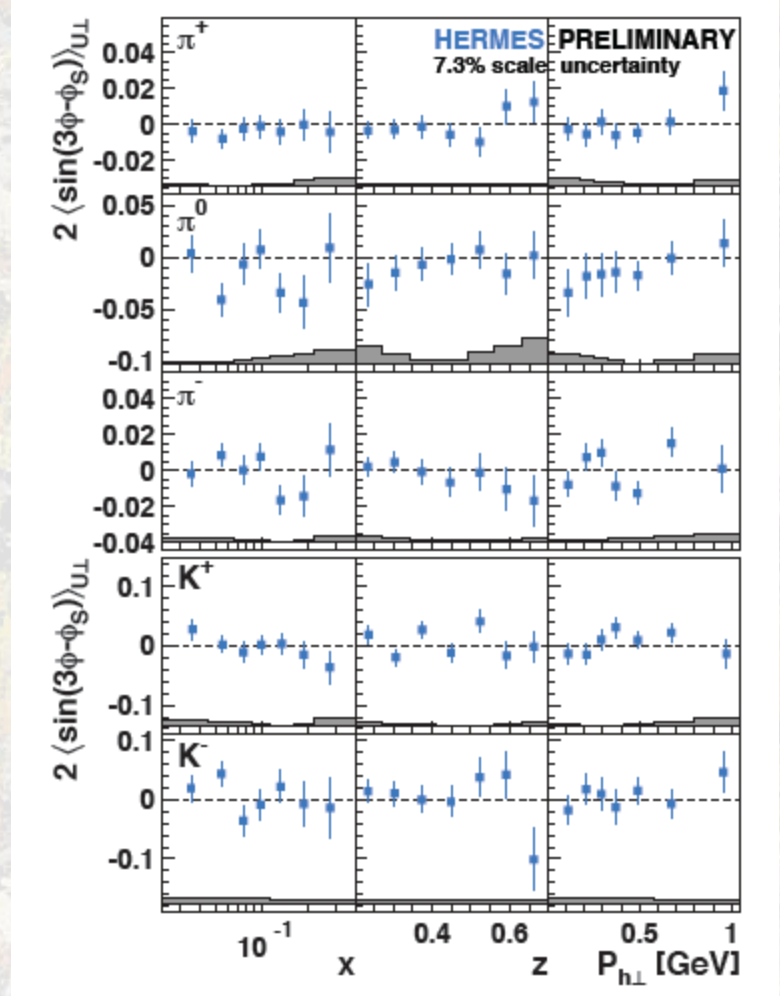 π+ HERMES PRELIMINARY
7.3% scale uncertainty
0.04
0.02
0
-0.02
2 ⟨sin(3ϕ-ϕS)⟩U⊥
π0
0.05
0
-0.05
-0.1
π-
0.04
0.02
0
-0.02
-0.04
K+
0.1
0
-0.1
2 ⟨sin(3ϕ-ϕS)⟩U⊥
K-
0.1
0
-0.1
10-1 0.4 0.6 0.5 1
x z Ph⊥ [GeV]